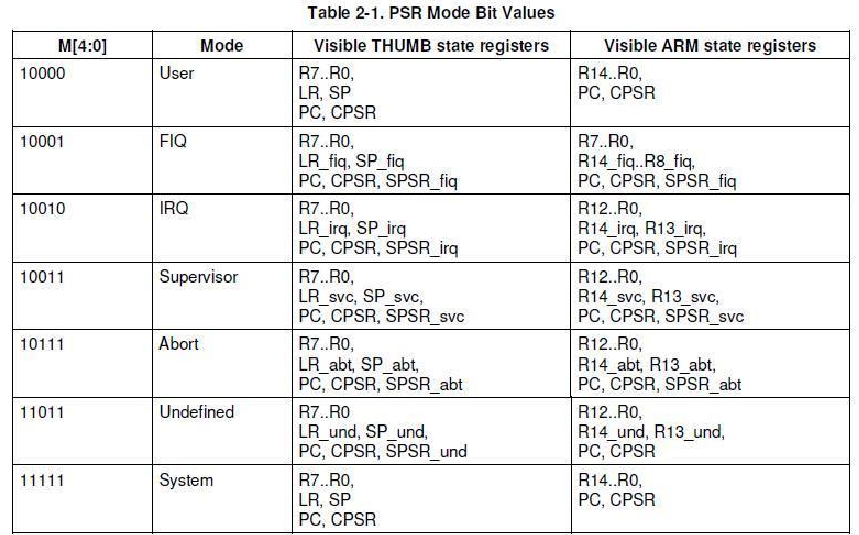 Table 2-1. PSR Mode Bit Values
M[4:0] Mode Visible THUMB state registers Visible ARM state registers
10000 User R7..R0, R14..R0,
LR, SP PC, CPSR
PC, CPSR
10001 FIQ R7..R0, R7..R0,
LR_fiq, SP_fiq R14_fiq..R8_fiq,
PC, CPSR, SPSR_fiq PC, CPSR, SPSR_fiq
10010 IRQ R7..R0, R12..R0,
LR_irq, SP_irq R14_irq, R13_irq,
PC, CPSR, SPSR_irq PC, CPSR, SPSR_irq
10011 Supervisor R7..R0, R12..R0,
LR_svc, SP_svc, R14_svc, R13_svc,
PC, CPSR, SPSR_svc PC, CPSR, SPSR_svc
10111 Abort R7..R0, R12..R0,
LR_abt, SP_abt, R14_abt, R13_abt,
PC, CPSR, SPSR_abt PC, CPSR, SPSR_abt
11011 Undefined R7..R0 R12..R0,
LR_und, SP_und, R14_und, R13_und,
PC, CPSR, SPSR_und PC, CPSR
11111 System R7..R0, R14..R0,
LR, SP PC, CPSR
PC, CPSR